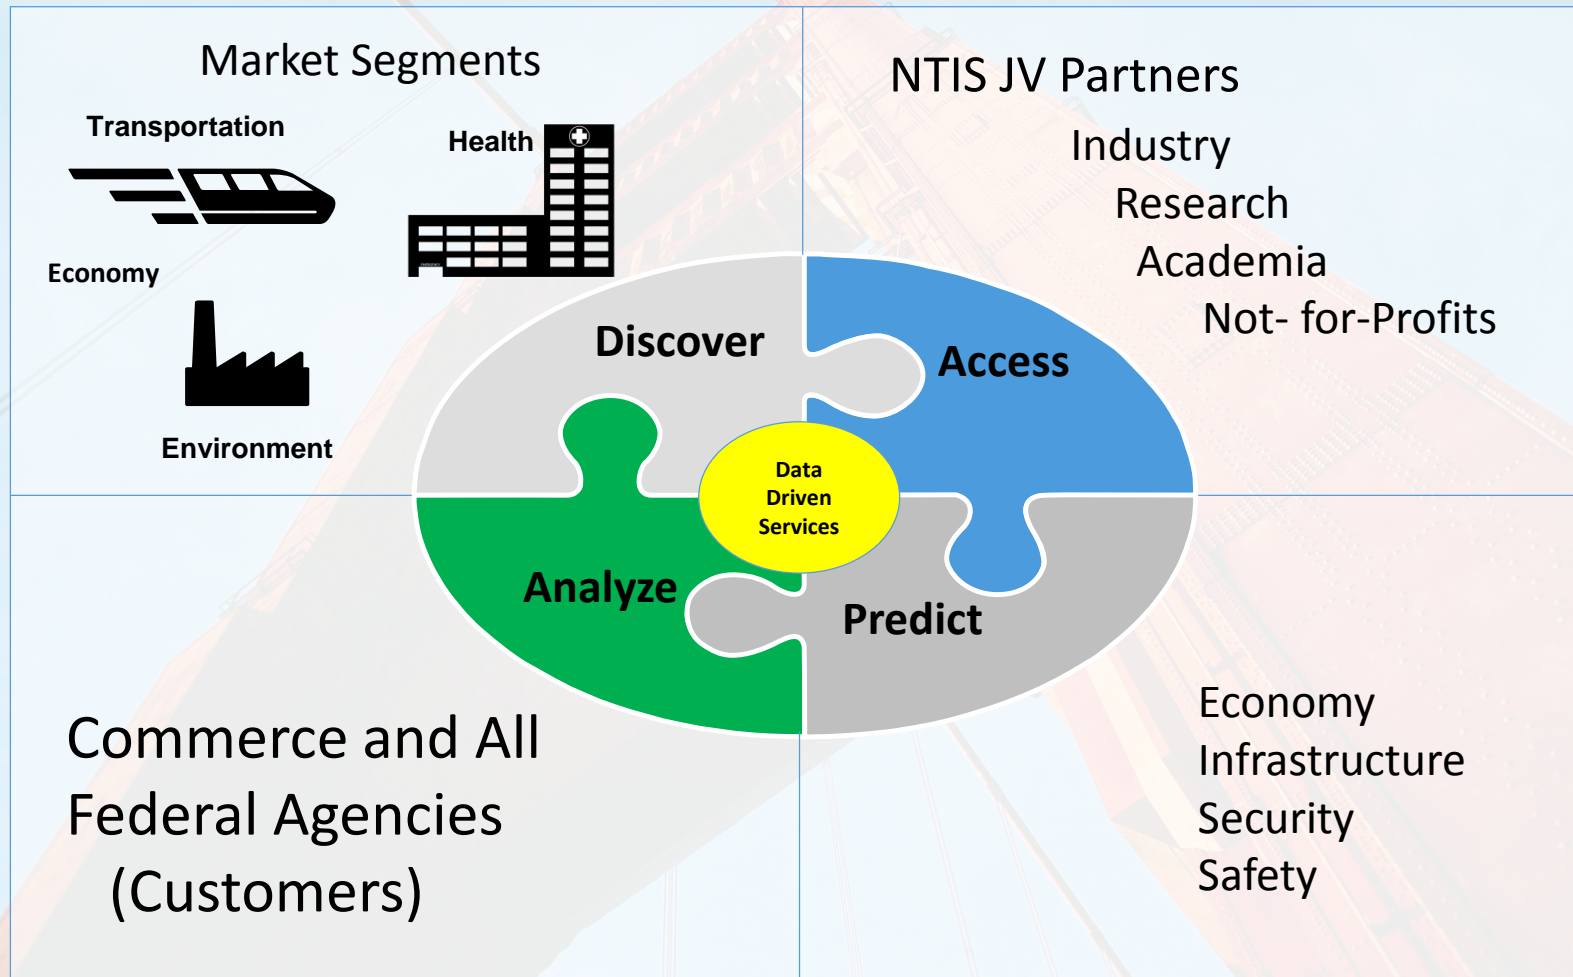 Market Segments
Transportation
Health
Economy
Environment
NTIS JV Partners
Industry
Research
Academia
Not- for-Profits
Discover
Access
Data
Driven
Services
Analyze
Predict
Commerce and All
Federal Agencies
(Customers)
Economy
Infrastructure
Security
Safety